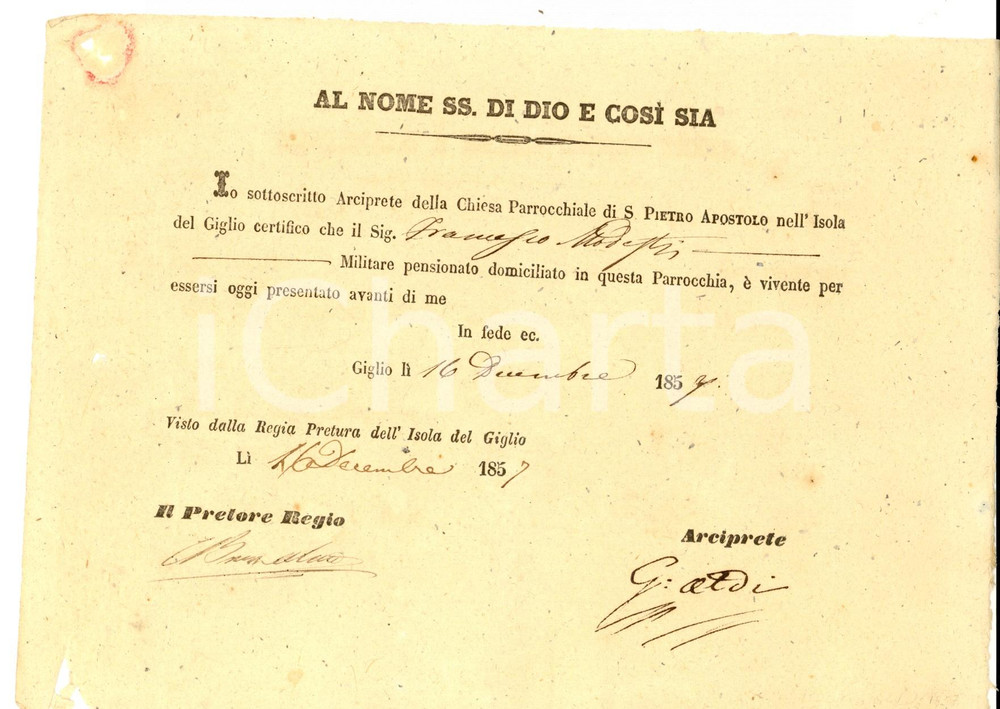 AL NOME SS. DI DIO E COSÌ SIA
Io sottoscritto Arciprete della Chiesa Parrocchiale di S. PIETRO APOSTOLO nell' Isola
del Giglio certifico che il Sig. Francesco Modesti
Militare pensionato domiciliato in questa Parrocchia, è vivente per
essersi oggi presentato avanti di me
In fede ec.
Giglio lì 16 Decembre 1857.
Visto dalla Regia Pretura dell' Isola del Giglio
Lì 16 Decembre 1857
Il Pretore Regio
Arciprete
iCharta